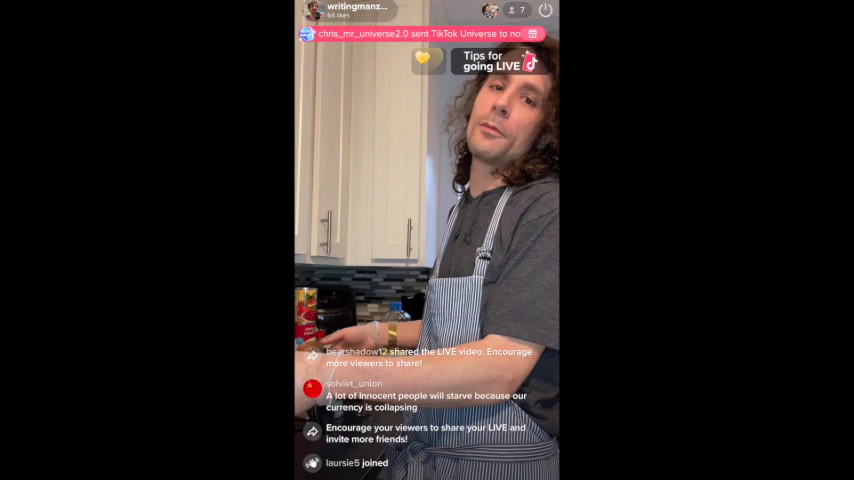 writingmanz...
64 likes
7
chris_mr_universe2.0 sent TikTok Universe to no
Tips for
going LIVE
bearshadow12 shared the LIVE video. Encourage
more viewers to share!
solviet_union
A lot of Innocent people will starve because our
currency is collapsing
Encourage your viewers to share your LIVE and
invite more friends!
laursie5 joined